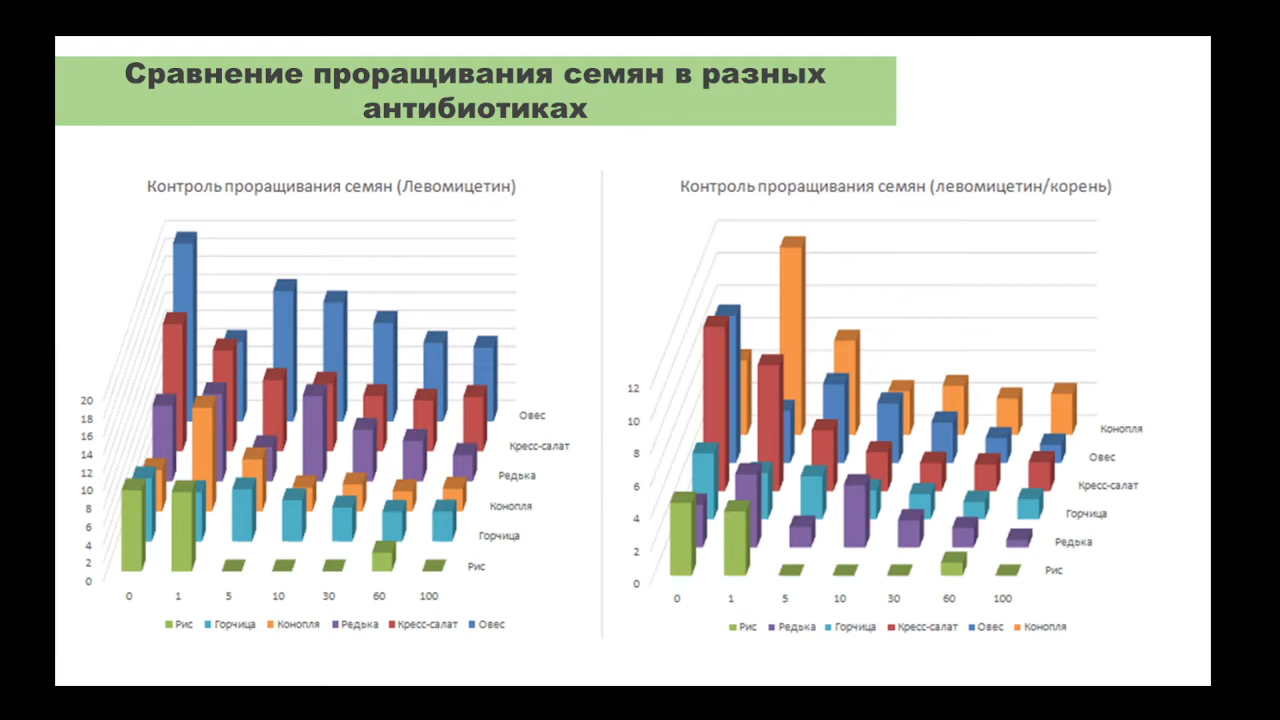 Сравнение проращивания семян в разных
антибиотиках
Контроль проращивания семян (Левомицетин)
20
18
16
14
12
10
8
6
4
2
0
Овес
Кресс-салат
Редька
Конопля
Горчица
Рис
0 1 5 10 30 60 100
Рис Горчица Конопля Редька Кресс-салат Овес
Контроль проращивания семян (левомицетин/корень)
12
10
8
6
4
2
0
Конопля
Овес
Кресс-салат
Горчица
Редька
Рис
0 1 5 10 30 60 100
Рис Редька Горчица Кресс-салат Овес Конопля